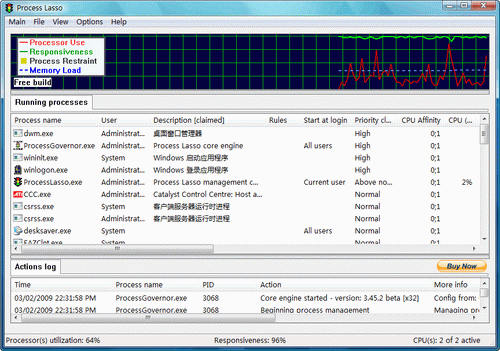 Process Lasso
Main View Options Help
Processor Use
Responsiveness
Process Restraint
Memory Load
Free build
Running processes
Process name User Description (claimed) Rules Start at login Priority cl... CPU Affinity CPU (...
dwm.exe Administrat... 桌面窗口管理器 High 0;1
ProcessGovernor.exe Administrat... Process Lasso core engine All users High 0;1
wininit.exe System Windows 启动应用程序 High 0;1
winlogon.exe Administrat... Windows 登录应用程序 High 0;1
ProcessLasso.exe Administrat... Process Lasso management c... Current user Above no... 0;1 2%
CCC.exe Administrat... Catalyst Control Centre: Host a... Normal 0;1
csrss.exe System 客户端服务器运行时进程 Normal 0;1
csrss.exe Administrat... 客户端服务器运行时进程 Normal 0;1
desksaver.exe System All users Normal 0;1
EAZClnt.exe System Normal 0;1
Actions log
Buy Now
Time Process name PID Action More info
03/02/2009 22:31:58 PM ProcessGovernor.exe 3068 Core engine started - version: 3.45.2 beta [x32] Config from:
03/02/2009 22:31:58 PM ProcessGovernor.exe 3068 Beginning process management Managing pr
Processor(s) utilization: 64% Responsiveness: 96% CPU(s): 2 of 2 active